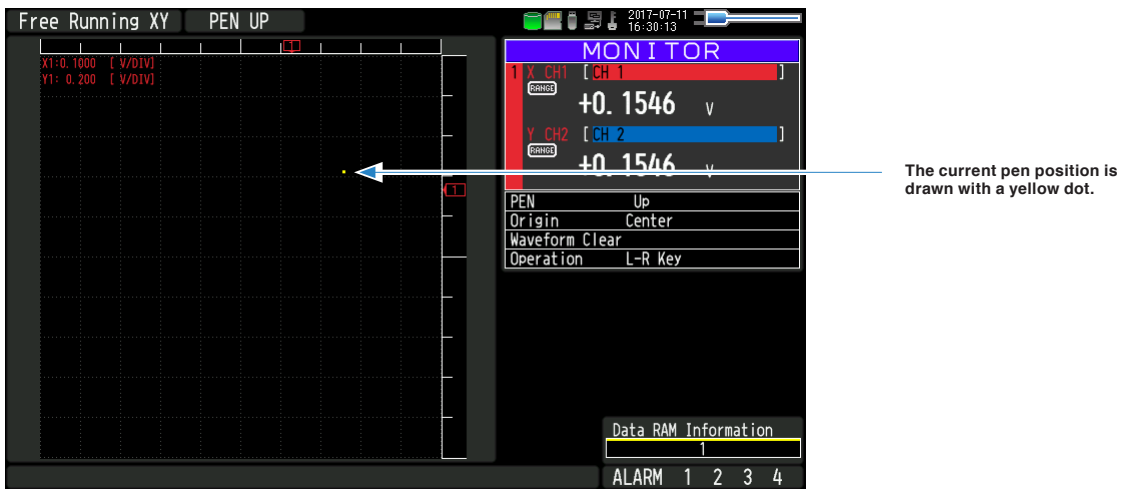 Free Running XY PEN UP 2017-07-11
16:30:13
1
X1:0.1000 [ V/DIV]
Y1: 0.200 [ V/DIV]
MONITOR
1 X CH1 [CH 1 ]
RANGE
+0.1546 V
Y CH2 [CH 2 ]
RANGE
+0.1546 V
The current pen position is
drawn with a yellow dot.
1
PEN Up
Origin Center
Waveform Clear
Operation L-R Key
Data RAM Information
1
ALARM 1 2 3 4